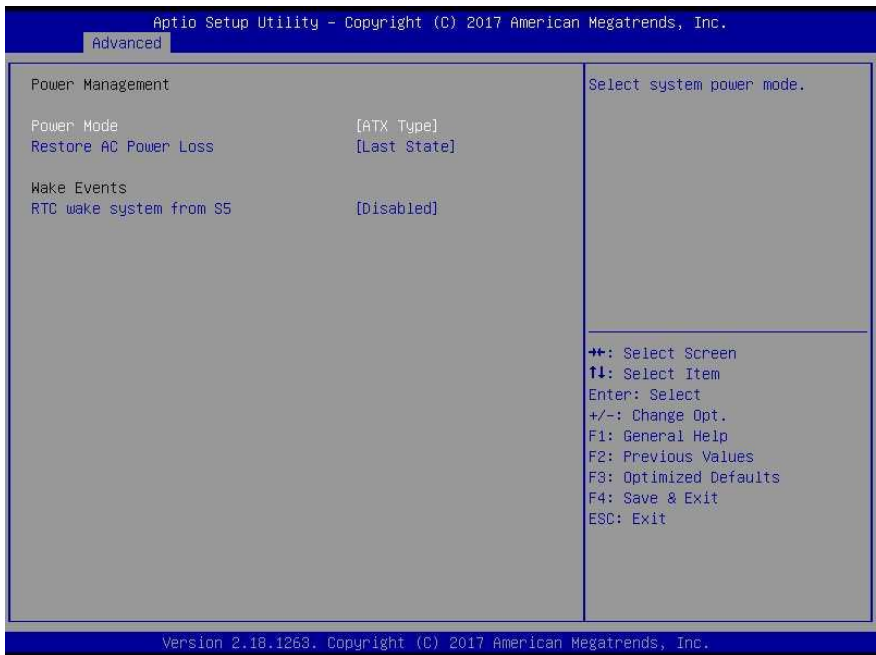 Aptio Setup Utility – Copyright (C) 2017 American Megatrends, Inc.
Advanced
Power Management
Power Mode [ATX Type]
Restore AC Power Loss [Last State]
Wake Events
RTC wake system from S5 [Disabled]
Select system power mode.
→←: Select Screen
↑↓: Select Item
Enter: Select
+/-: Change Opt.
F1: General Help
F2: Previous Values
F3: Optimized Defaults
F4: Save & Exit
ESC: Exit
Version 2.18.1263. Copyright (C) 2017 American Megatrends, Inc.